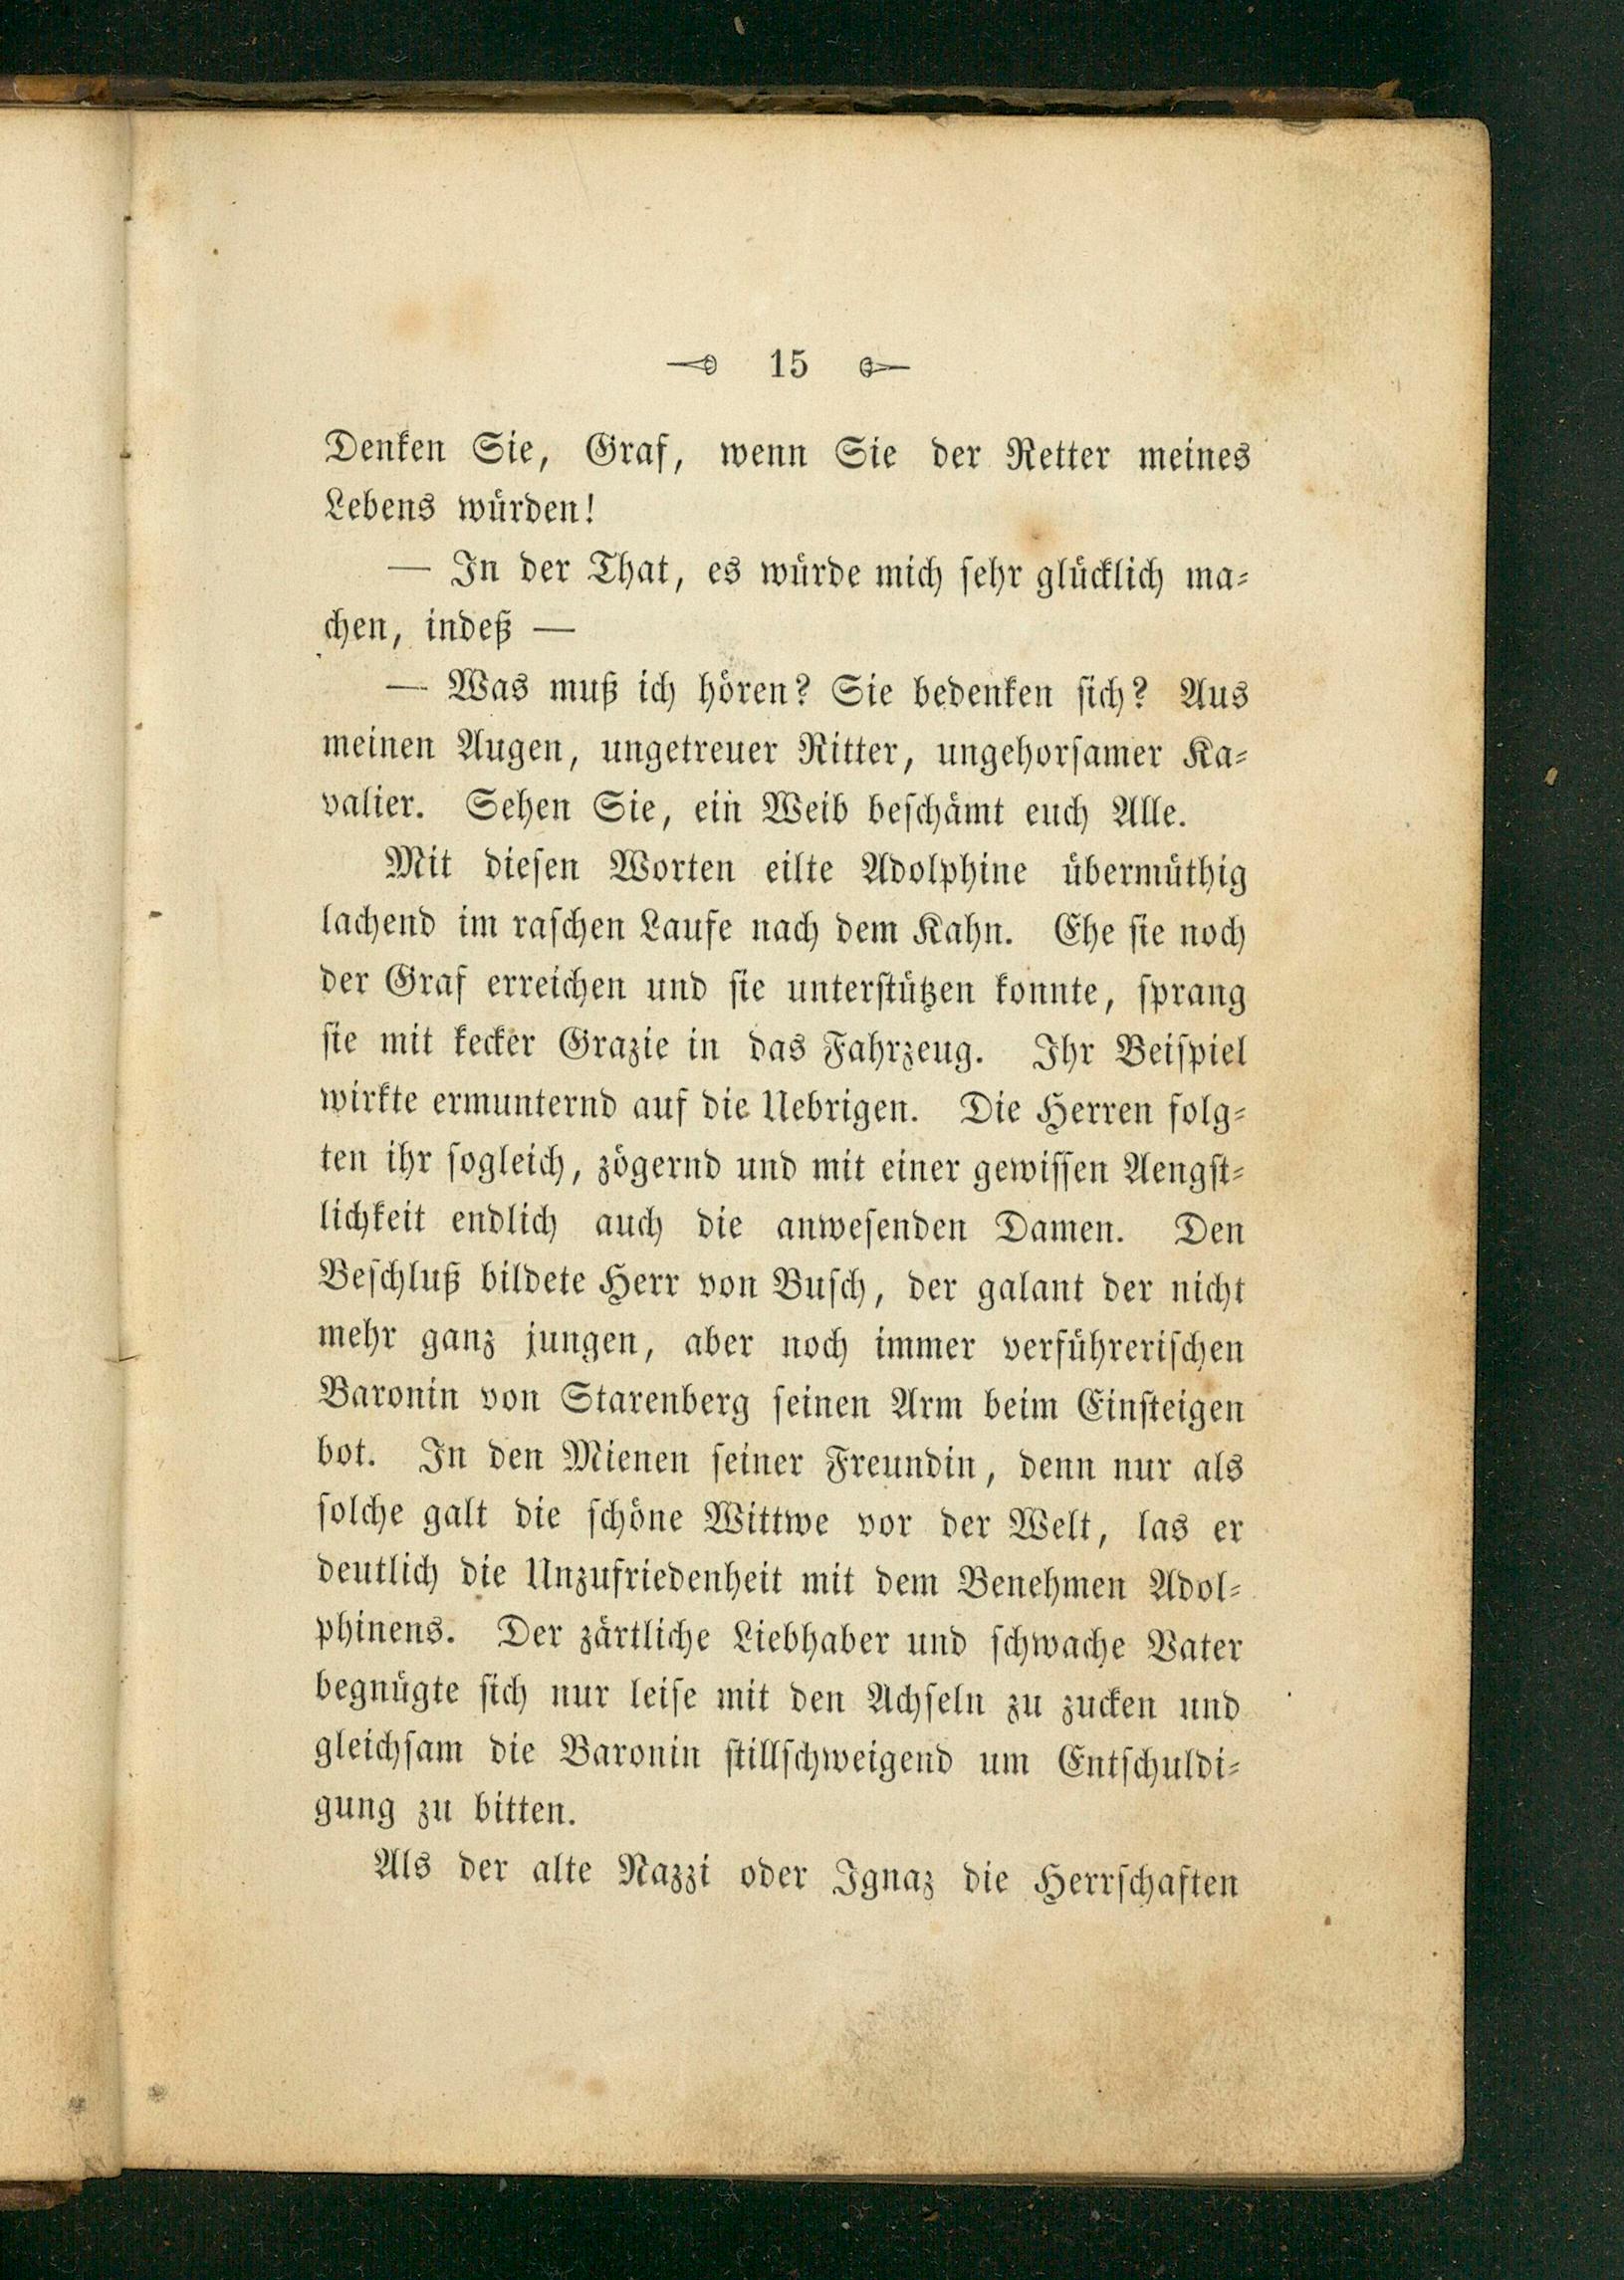 15
Denken Sie, Graf, wenn Sie der Retter meines
Lebens würden!
— In der That, es würde mich sehr glücklich ma-
chen, indeß —
— Was muß ich hören? Sie bedenken sich? Aus
meinen Augen, ungetreuer Ritter, ungehorsamer Ka-
valier. Sehen Sie, ein Weib beschämt euch Alle.
Mit diesen Worten eilte Adolphine übermüthig
lachend im raschen Laufe nach dem Kahn. Ehe sie noch
der Graf erreichen und sie unterstützen konnte, sprang
sie mit kecker Grazie in das Fahrzeug. Ihr Beispiel
wirkte ermunternd auf die Uebrigen. Die Herren folg-
ten ihr sogleich, zögernd und mit einer gewissen Aengst-
lichkeit endlich auch die anwesenden Damen. Den
Beschluß bildete Herr von Busch, der galant der nicht
mehr ganz jungen, aber noch immer verführerischen
Baronin von Starenberg seinen Arm beim Einsteigen
bot. In den Mienen seiner Freundin, denn nur als
solche galt die schöne Wittwe vor der Welt, las er
deutlich die Unzufriedenheit mit dem Benehmen Adol-
phinens. Der zärtliche Liebhaber und schwache Vater
begnügte sich nur leise mit den Achseln zu zucken und
gleichsam die Baronin stillschweigend um Entschuldi-
gung zu bitten.
Als der alte Nazzi oder Ignaz die Herrschaften